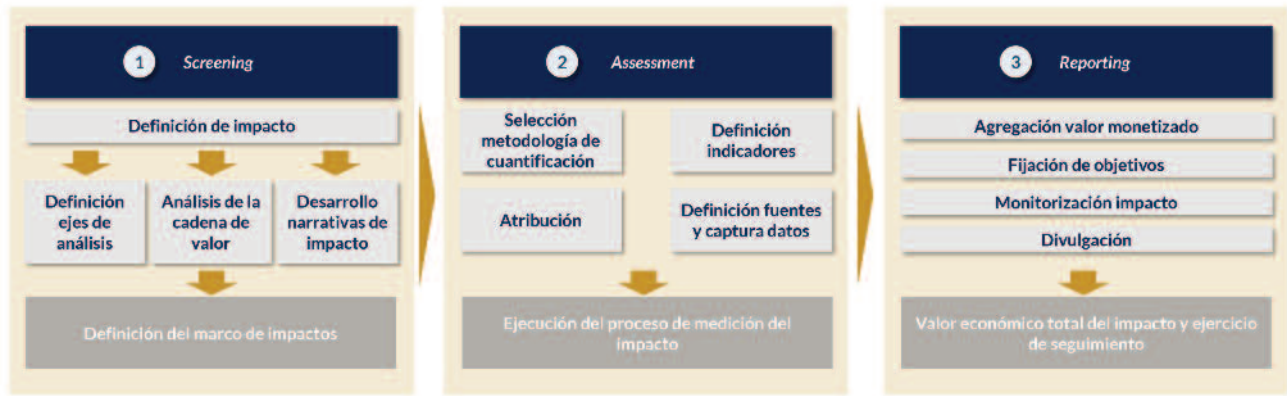 1 Screening
Definición de impacto
Definición
ejes de
análisis
Análisis de la
cadena de
valor
Desarrollo
narrativas de
impacto
Definición del marco de impactos
2 Assessment
Selección
metodología de
cuantificación
Definición
indicadores
Atribución
Definición fuentes
y captura datos
Ejecución del proceso de medición del
impacto
3 Reporting
Agregación valor monetizado
Fijación de objetivos
Monitorización impacto
Divulgación
Valor económico total del impacto y ejercicio
de seguimiento